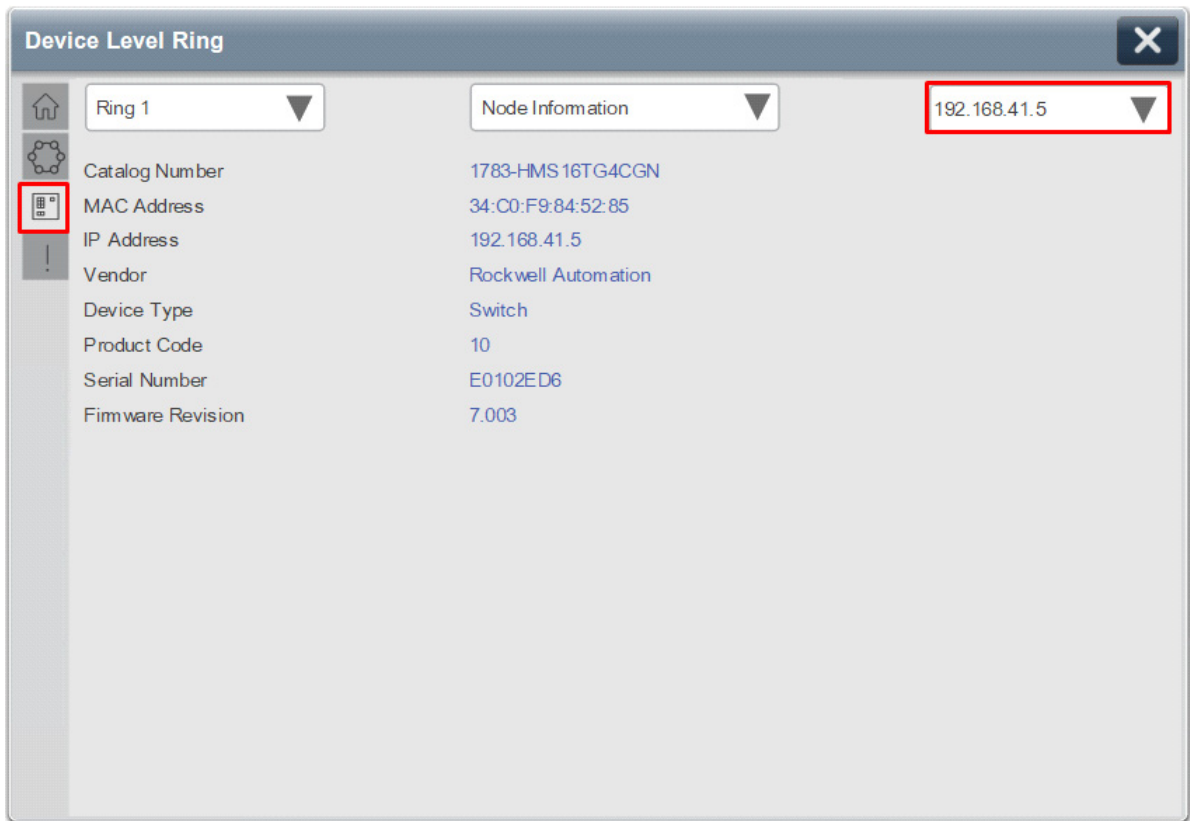 Device Level Ring
Ring 1
Node Information
192.168.41.5
Catalog Number 1783-HMS16TG4CGN
MAC Address 34:C0:F9:84:52:85
IP Address 192.168.41.5
Vendor Rockwell Automation
Device Type Switch
Product Code 10
Serial Number E0102ED6
Firmware Revision 7.003